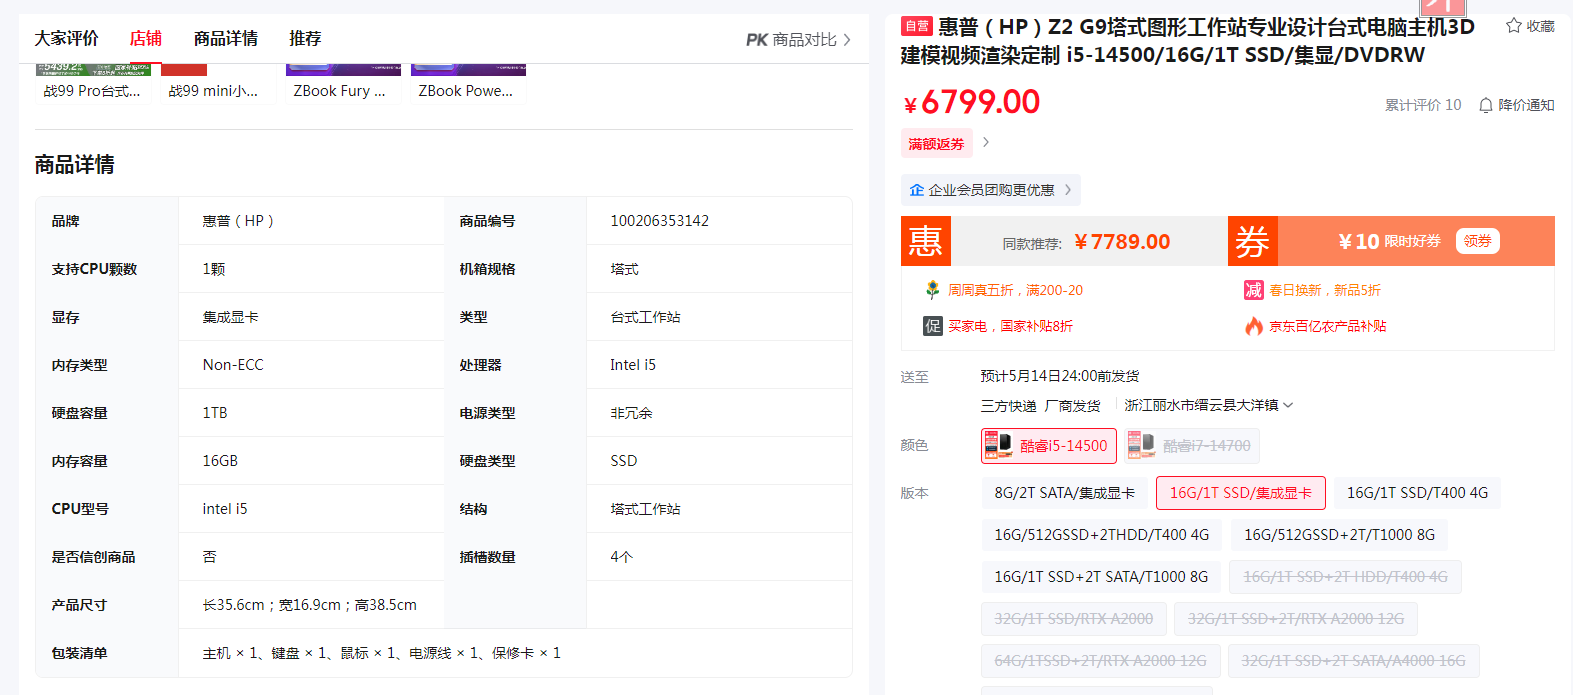 大家评价 店铺 商品详情 推荐 PK 商品对比
战99 Pro台式... 战99 mini小... ZBook Fury ... ZBook Powe...
商品详情
品牌 惠普（HP） 商品编号 100206353142
支持CPU颗数 1颗 机箱规格 塔式
显存 集成显卡 类型 台式工作站
内存类型 Non-ECC 处理器 Intel i5
硬盘容量 1TB 电源类型 非冗余
内存容量 16GB 硬盘类型 SSD
CPU型号 intel i5 结构 塔式工作站
是否信创商品 否 插槽数量 4个
产品尺寸 长35.6cm；宽16.9cm；高38.5cm
包装清单 主机 × 1、键盘 × 1、鼠标 × 1、电源线 × 1、保修卡 × 1
自营 惠普（HP）Z2 G9塔式图形工作站专业设计台式电脑主机3D
建模视频渲染定制 i5-14500/16G/1T SSD/集显/DVDRW
收藏
¥6799.00
累计评价 10 降价通知
满额返券
企业会员团购更优惠
惠 同款推荐: ¥7789.00 券 ¥10 限时好券 领券
周周真五折，满200-20 减 春日换新，新品5折
促 买家电，国家补贴8折 京东百亿农产品补贴
送至 预计5月14日24:00前发货
三方快递 厂商发货 浙江丽水市缙云县大洋镇
颜色 酷睿i5-14500 酷睿i7-14700
版本 8G/2T SATA/集成显卡 16G/1T SSD/集成显卡 16G/1T SSD/T400 4G
16G/512GSSD+2THDD/T400 4G 16G/512GSSD+2T/T1000 8G
16G/1T SSD+2T SATA/T1000 8G 16G/1T SSD+2T HDD/T400 4G
32G/1T SSD/RTX A2000 32G/1T SSD+2T/RTX A2000 12G
64G/1TSSD+2T/RTX A2000 12G 32G/1T SSD+2T SATA/A4000 16G